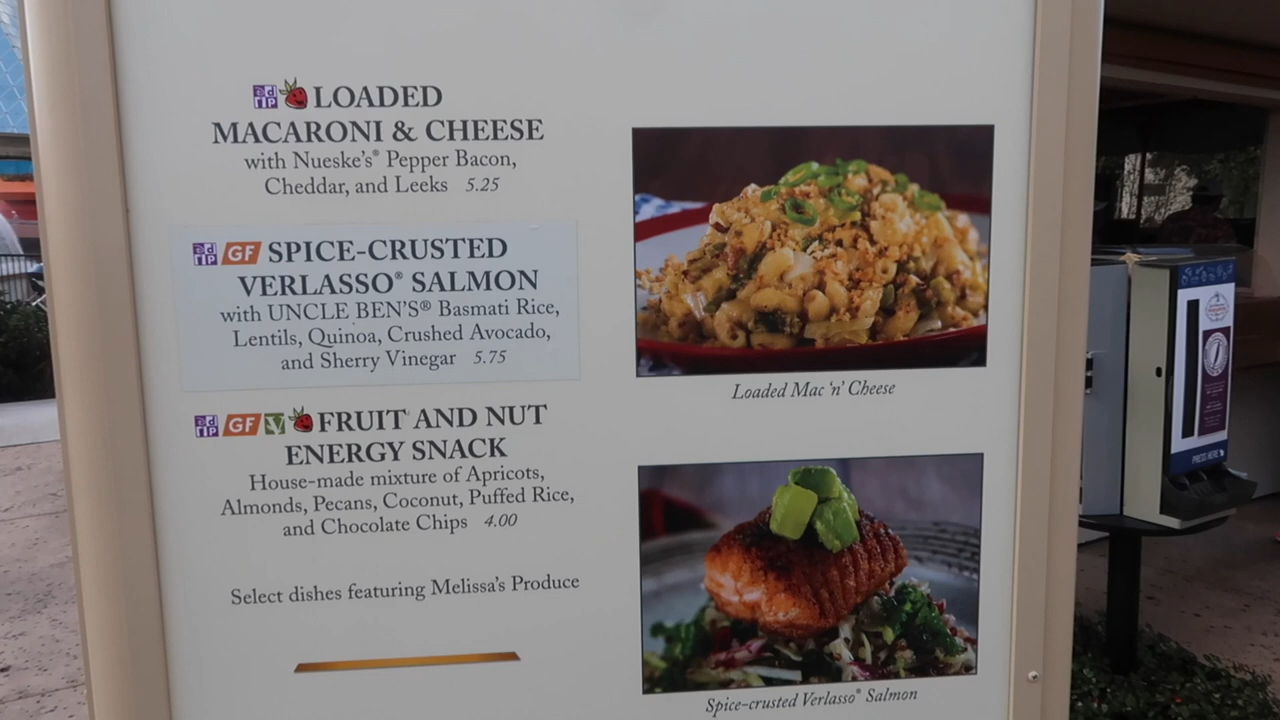 LOADED
MACARONI & CHEESE
with Nueske's® Pepper Bacon,
Cheddar, and Leeks 5.25
GF SPICE-CRUSTED
VERLASSO® SALMON
with UNCLE BEN'S® Basmati Rice,
Lentils, Quinoa, Crushed Avocado,
and Sherry Vinegar 5.75
GF V FRUIT AND NUT
ENERGY SNACK
House-made mixture of Apricots,
Almonds, Pecans, Coconut, Puffed Rice,
and Chocolate Chips 4.00
Select dishes featuring Melissa's Produce
Loaded Mac 'n' Cheese
Spice-crusted Verlasso® Salmon
PRESS HERE